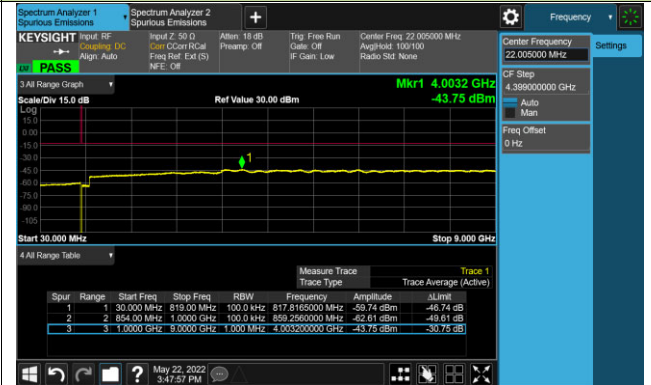 Spectrum Analyzer 1
Spurious Emissions
Spectrum Analyzer 2
Spurious Emissions
Frequency
KEYSIGHT
Input: RF
Coupling: DC
Align: Auto
Input Z: 50 Ω
Corr CCorr RCal
Freq Ref: Ext (S)
NFE: Off
Atten: 18 dB
Preamp: Off
Trig: Free Run
Gate: Off
IF Gain: Low
Center Freq: 22.005000 MHz
Avg|Hold: 100/100
Radio Std: None
PASS
Center Frequency
22.005000 MHz
Settings
CF Step
4.399000000 GHz
Auto
Man
Freq Offset
0 Hz
3 All Range Graph
Mkr1 4.0032 GHz
Scale/Div 15.0 dB
Ref Value 30.00 dBm
-43.75 dBm
Log
15.0
0.00
-15.0
-30.0
-45.0
-60.0
-75.0
-90.0
-105
1
Start 30.000 MHz
Stop 9.000 GHz
4 All Range Table
Measure Trace Trace 1
Trace Type Trace Average (Active)
Spur Range Start Freq Stop Freq RBW Frequency Amplitude ΔLimit
1 1 30.000 MHz 819.00 MHz 100.0 kHz 817.8165000 MHz -59.74 dBm -46.74 dB
2 2 854.00 MHz 1.0000 GHz 100.0 kHz 859.2560000 MHz -62.61 dBm -49.61 dB
3 3 1.0000 GHz 9.0000 GHz 1.000 MHz 4.003200000 GHz -43.75 dBm -30.75 dB
May 22, 2022
3:47:57 PM